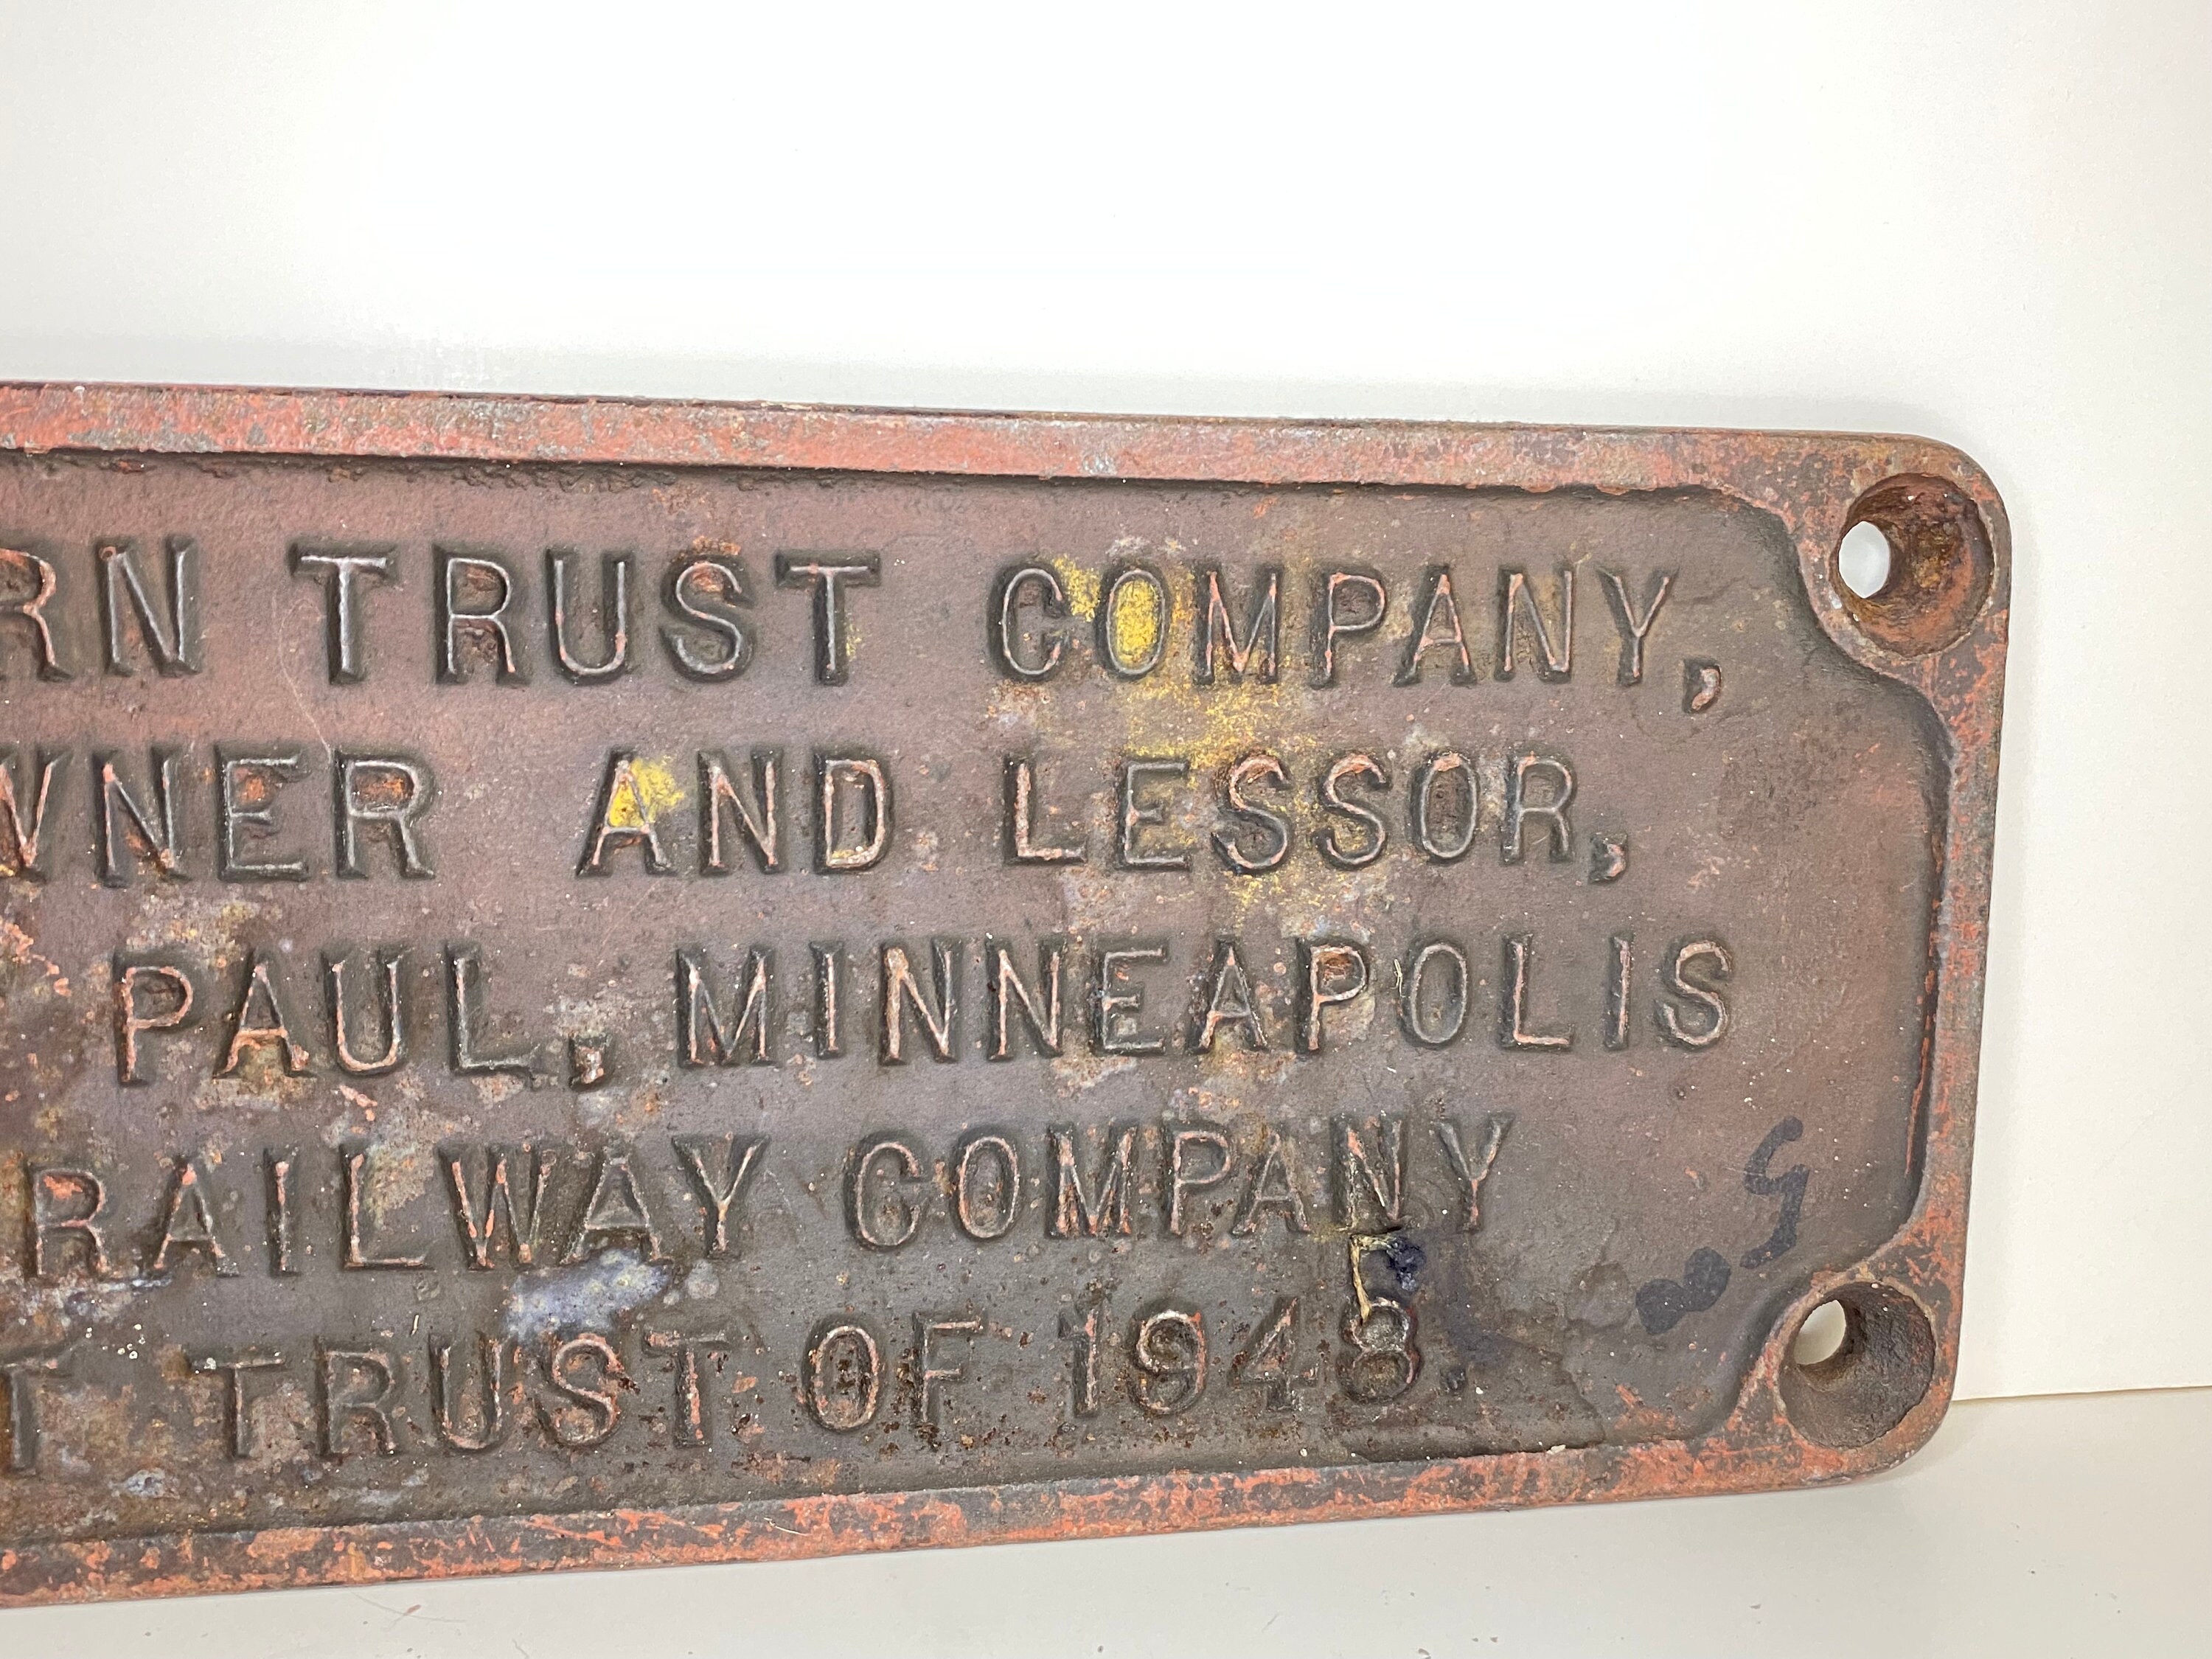 RN TRUST COMPANY,
WNER AND LESSOR,
PAUL, MINNEAPOLIS
RAILWAY COMPANY
T TRUST OF 1948.